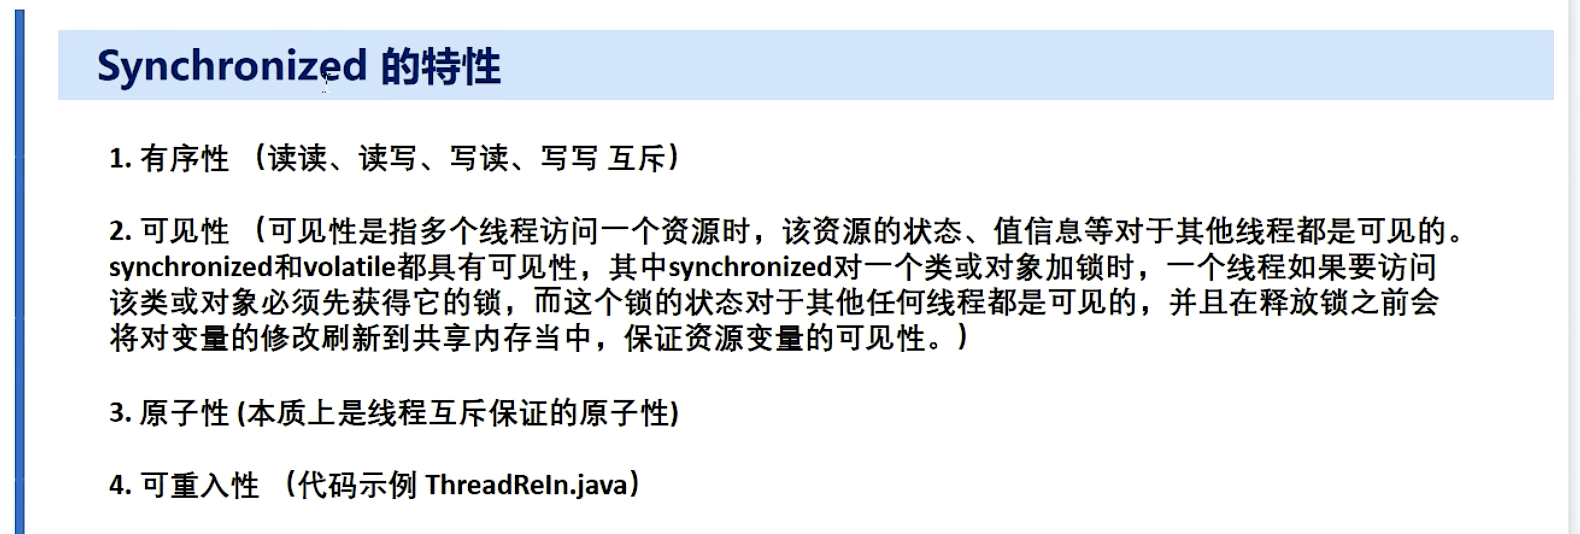 Synchronized 的特性
1. 有序性 （读读、读写、写读、写写 互斥）
2. 可见性 （可见性是指多个线程访问一个资源时，该资源的状态、值信息等对于其他线程都是可见的。
synchronized和volatile都具有可见性，其中synchronized对一个类或对象加锁时，一个线程如果要访问
该类或对象必须先获得它的锁，而这个锁的状态对于其他任何线程都是可见的，并且在释放锁之前会
将对变量的修改刷新到共享内存当中，保证资源变量的可见性。）
3. 原子性 (本质上是线程互斥保证的原子性)
4. 可重入性 （代码示例 ThreadReIn.java）